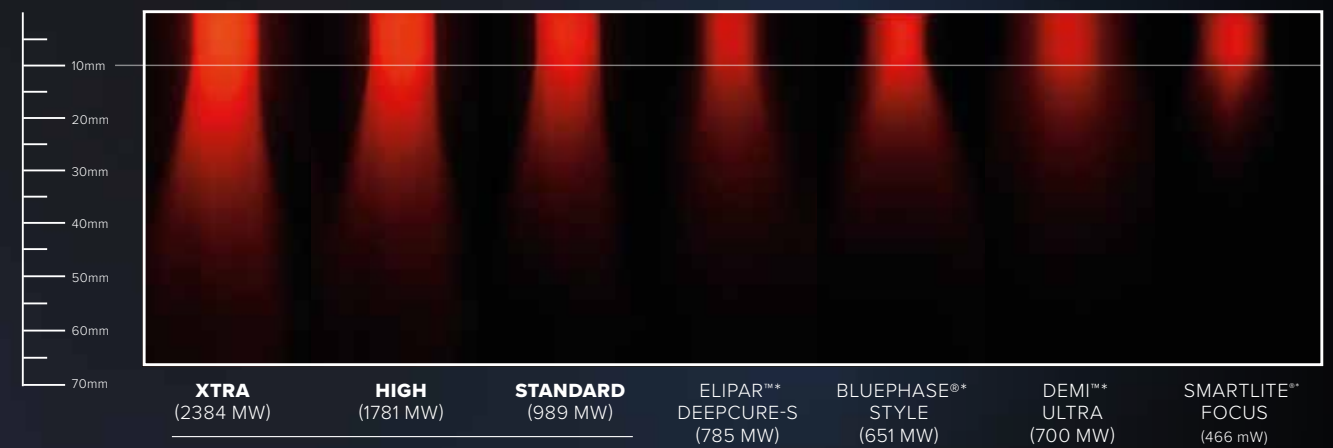 10mm
20mm
30mm
40mm
50mm
60mm
70mm
XTRA
(2384 MW)
HIGH
(1781 MW)
STANDARD
(989 MW)
ELIPAR™*
DEEPCURE-S
(785 MW)
BLUEPHASE®*
STYLE
(651 MW)
DEMI™*
ULTRA
(700 MW)
SMARTLITE®*
FOCUS
(466 mW)